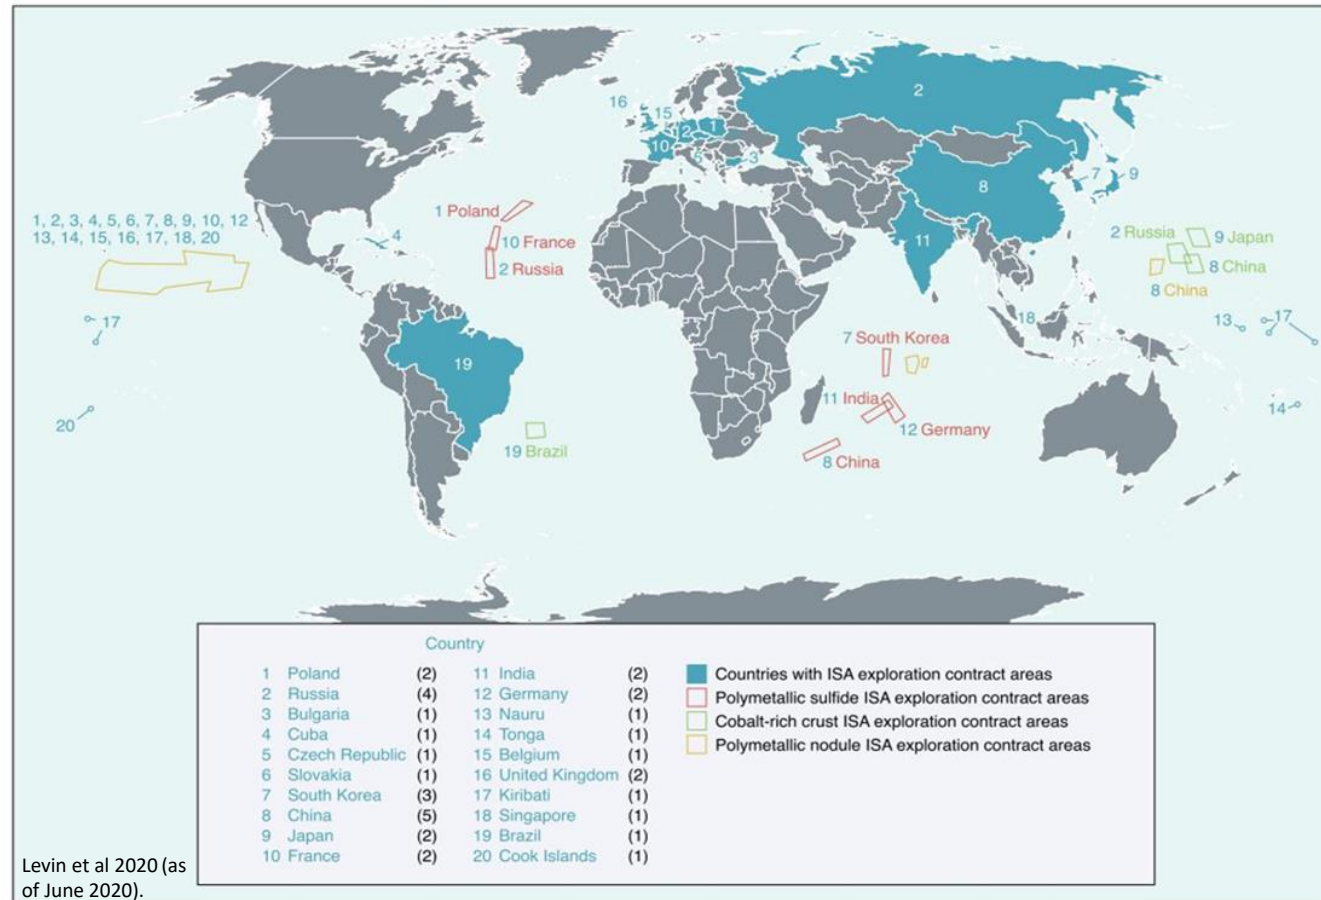 16
15
2
1
2
10
5
3
8
7
9
11
4
1 Poland
10 France
2 Russia
1, 2, 3, 4, 5, 6, 7, 8, 9, 10, 12
13, 14, 15, 16, 17, 18, 20
17
20
19
19 Brazil
7
South Korea
11 India
12 Germany
8 China
2 Russia
9 Japan
8 China
8 China
18
13
17
14
Country
1 Poland (2)
2 Russia (4)
3 Bulgaria (1)
4 Cuba (1)
5 Czech Republic (1)
6 Slovakia (1)
7 South Korea (3)
8 China (5)
9 Japan (2)
10 France (2)
11 India (2)
12 Germany (2)
13 Nauru (1)
14 Tonga (1)
15 Belgium (1)
16 United Kingdom (2)
17 Kiribati (1)
18 Singapore (1)
19 Brazil (1)
20 Cook Islands (1)
Countries with ISA exploration contract areas
Polymetallic sulfide ISA exploration contract areas
Cobalt-rich crust ISA exploration contract areas
Polymetallic nodule ISA exploration contract areas
Levin et al 2020 (as
of June 2020).